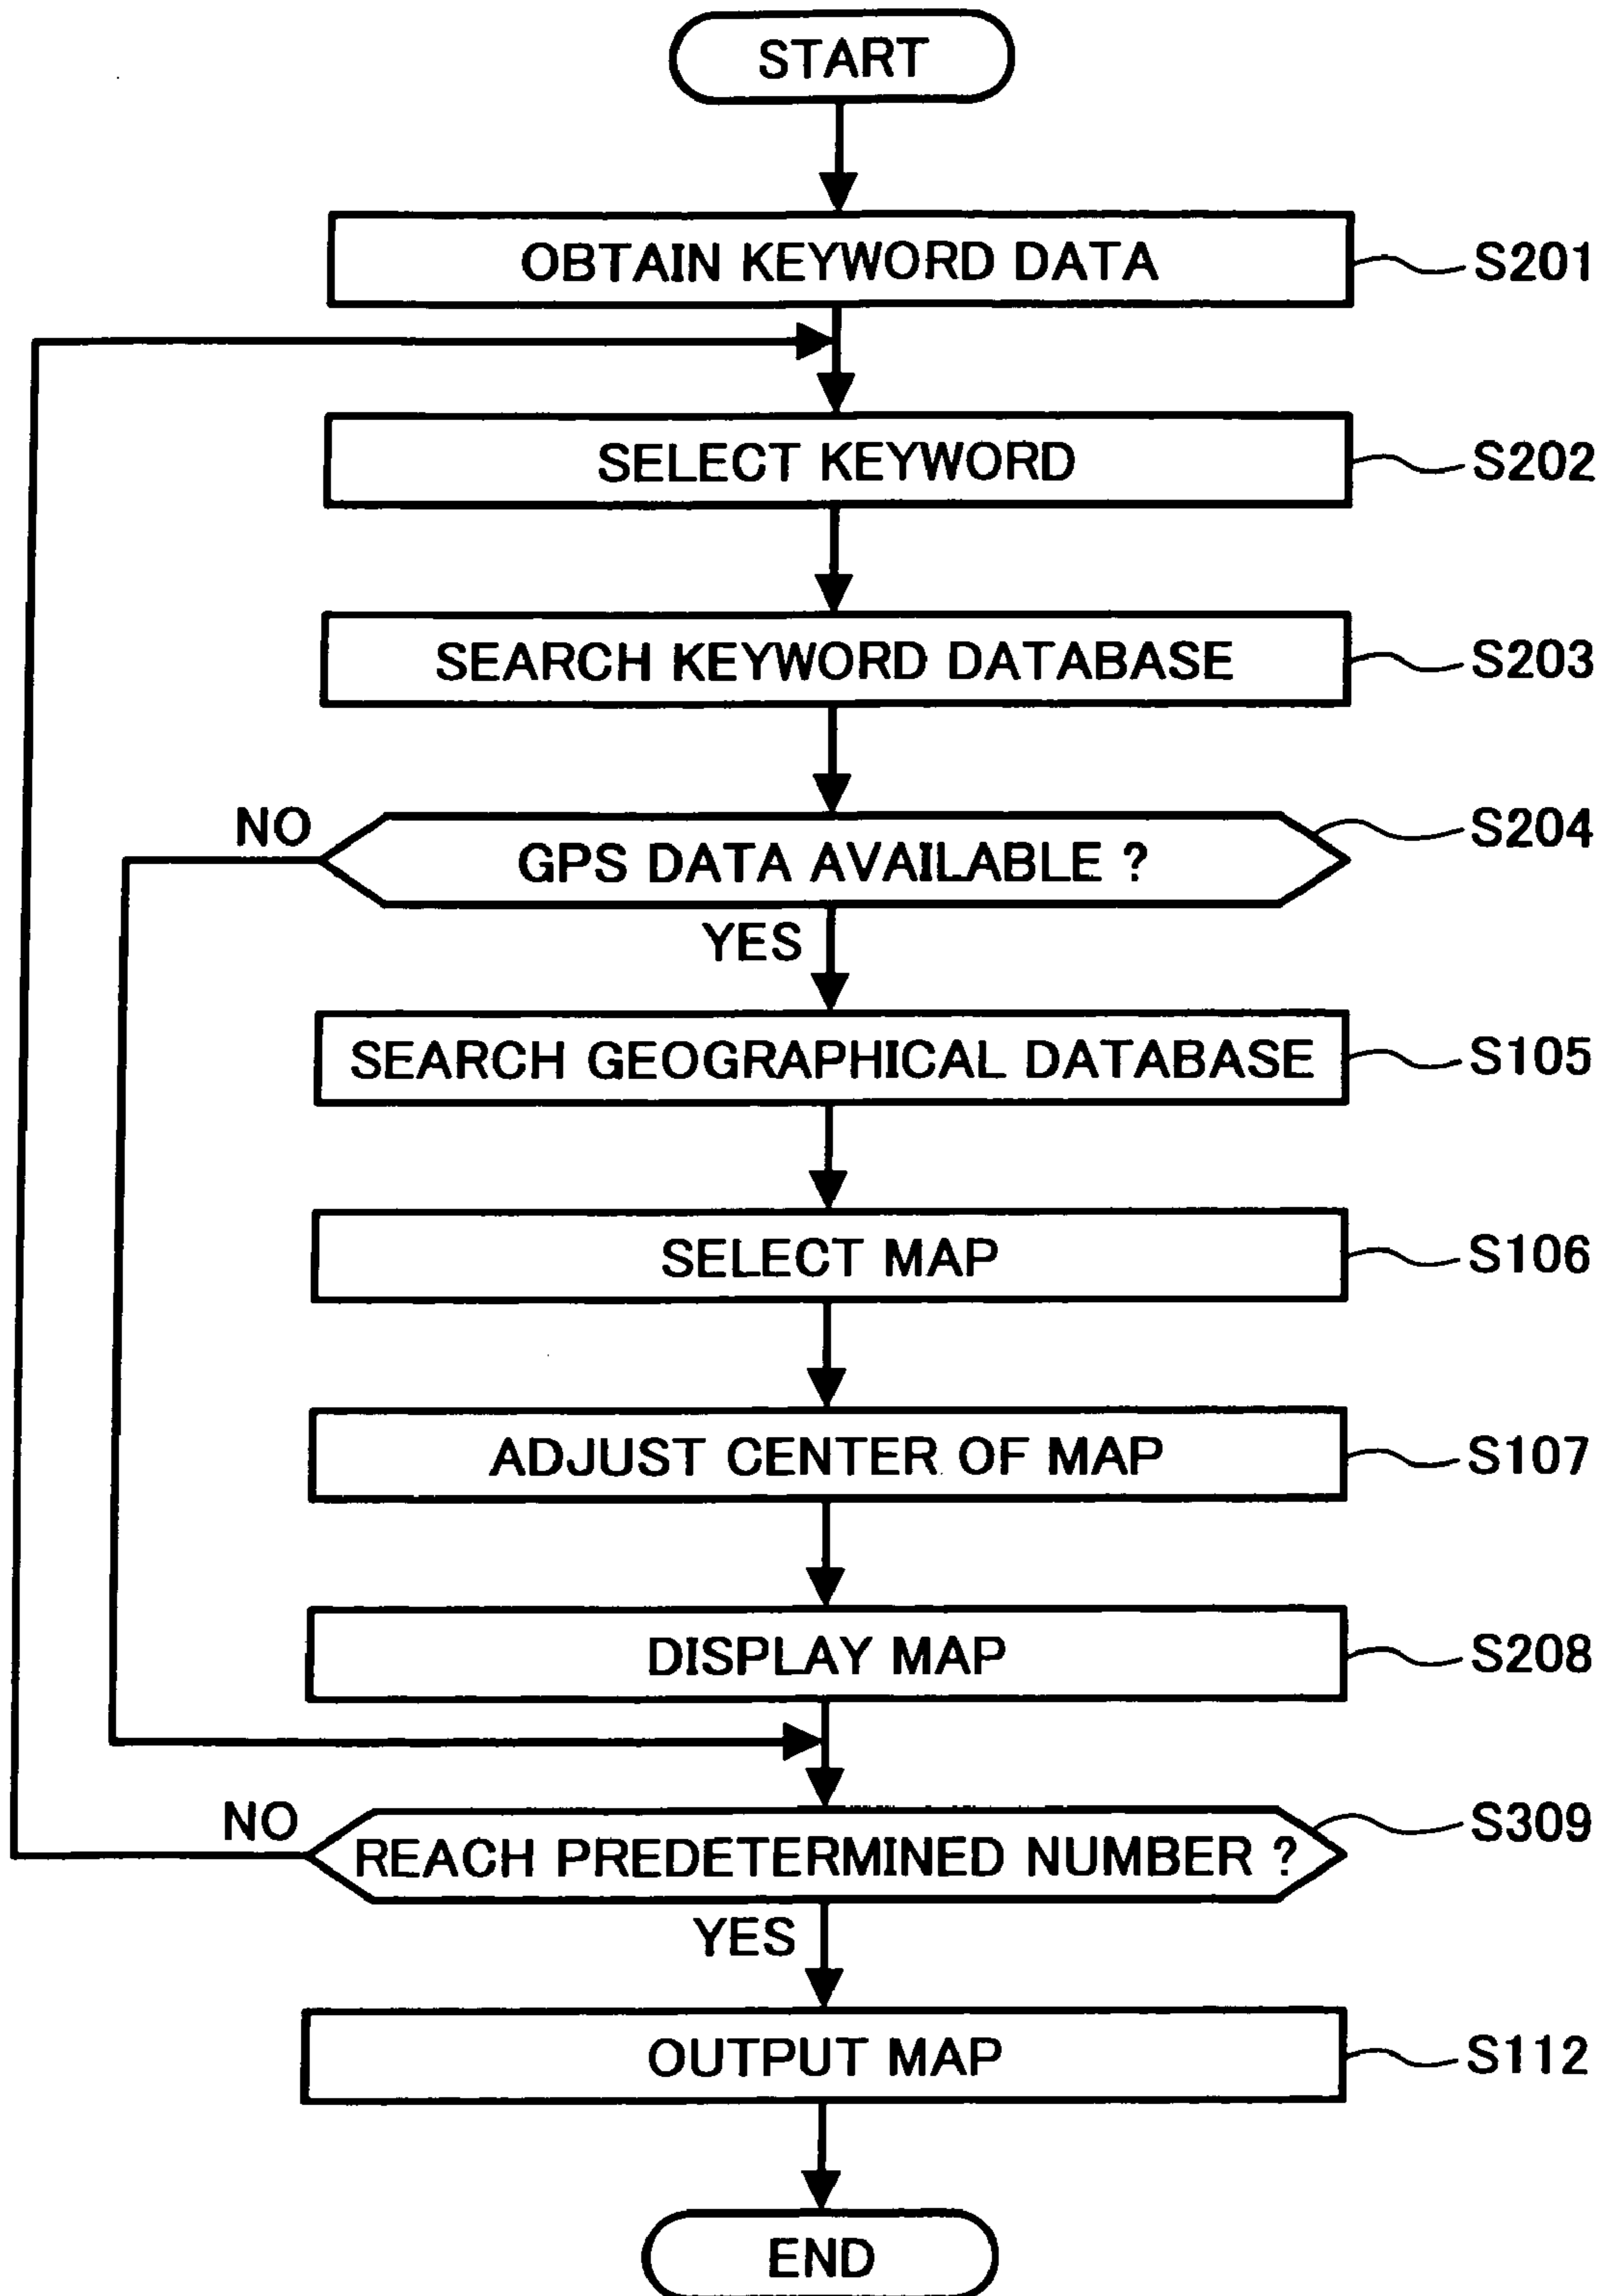 START
OBTAIN KEYWORD DATA
S201
SELECT KEYWORD
S202
SEARCH KEYWORD DATABASE
S203
NO
GPS DATA AVAILABLE ?
S204
YES
SEARCH GEOGRAPHICAL DATABASE
S105
SELECT MAP
S106
ADJUST CENTER OF MAP
S107
DISPLAY MAP
S208
NO
REACH PREDETERMINED NUMBER ?
S309
YES
OUTPUT MAP
S112
END